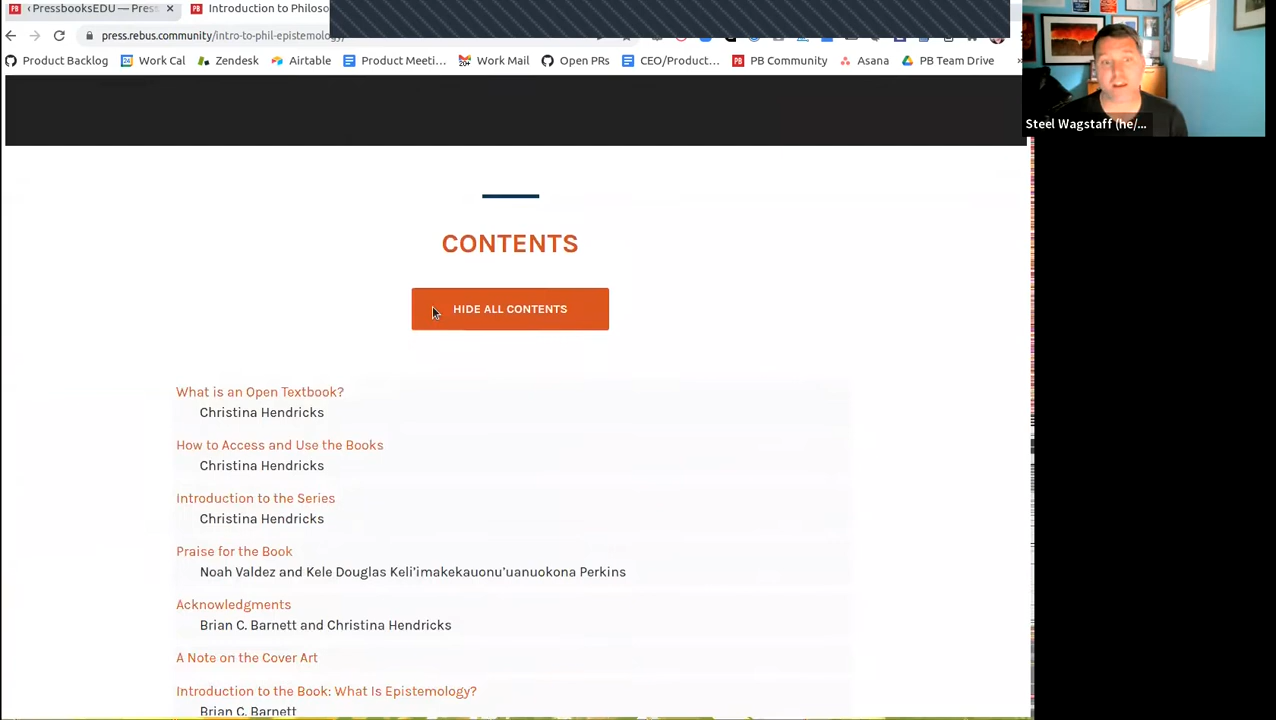 ‹ PressbooksEDU — Press
Introduction to Philoso
press.rebus.community/intro-to-phil-epistemology/
Product Backlog
Work Cal
Zendesk
Airtable
Product Meeti...
Work Mail
Open PRs
CEO/Product...
PB Community
Asana
PB Team Drive
»
Steel Wagstaff (he/...
CONTENTS
HIDE ALL CONTENTS
What is an Open Textbook?
Christina Hendricks
How to Access and Use the Books
Christina Hendricks
Introduction to the Series
Christina Hendricks
Praise for the Book
Noah Valdez and Kele Douglas Keli'imakekauonu'uanuokona Perkins
Acknowledgments
Brian C. Barnett and Christina Hendricks
A Note on the Cover Art
Introduction to the Book: What Is Epistemology?
Brian C. Barnett